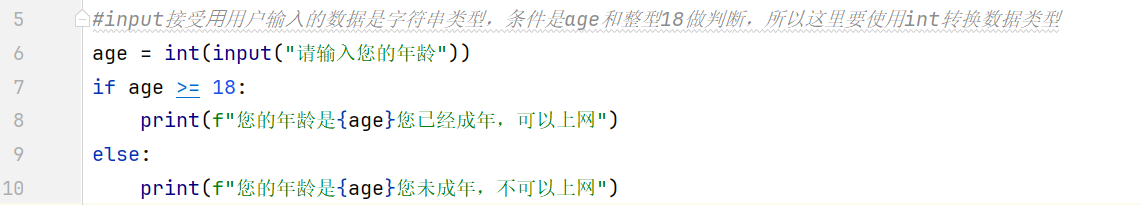 5 #input接受用用户输入的数据是字符串类型，条件是age和整型18做判断，所以这里要使用int转换数据类型
6 age = int(input("请输入您的年龄"))
7 if age >= 18:
8     print(f"您的年龄是{age}您已经成年，可以上网")
9 else:
10     print(f"您的年龄是{age}您未成年，不可以上网")